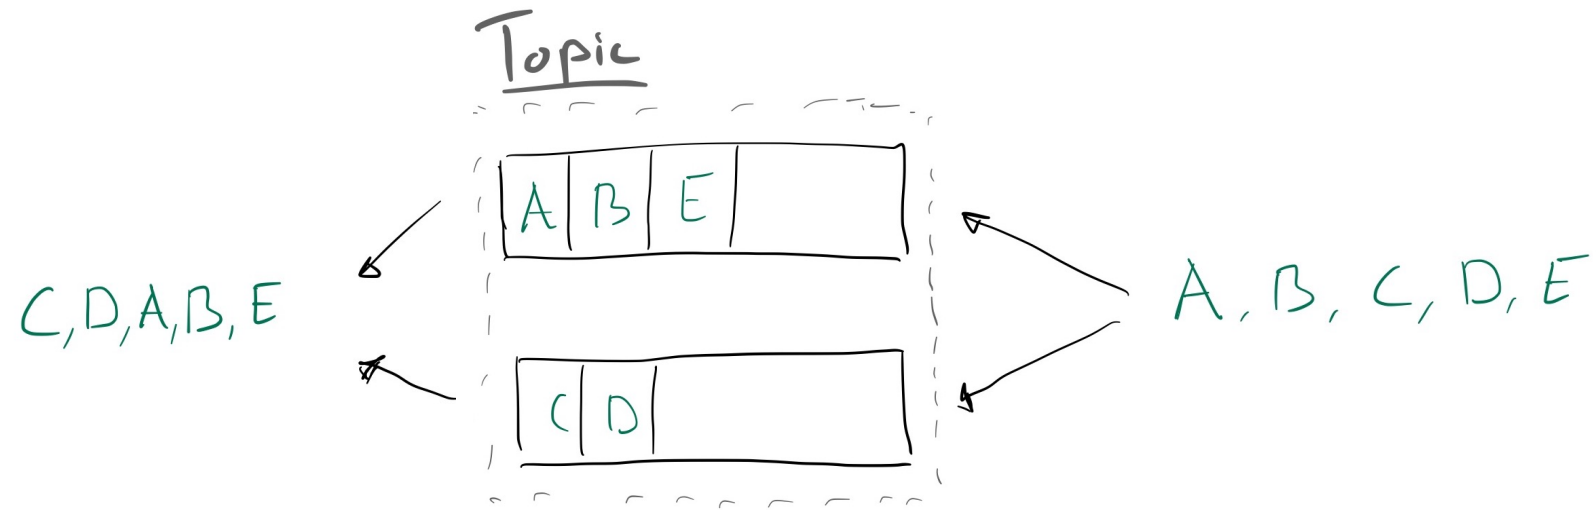 Topic
A B E
C, D, A, B, E
A, B, C, D, E
C D